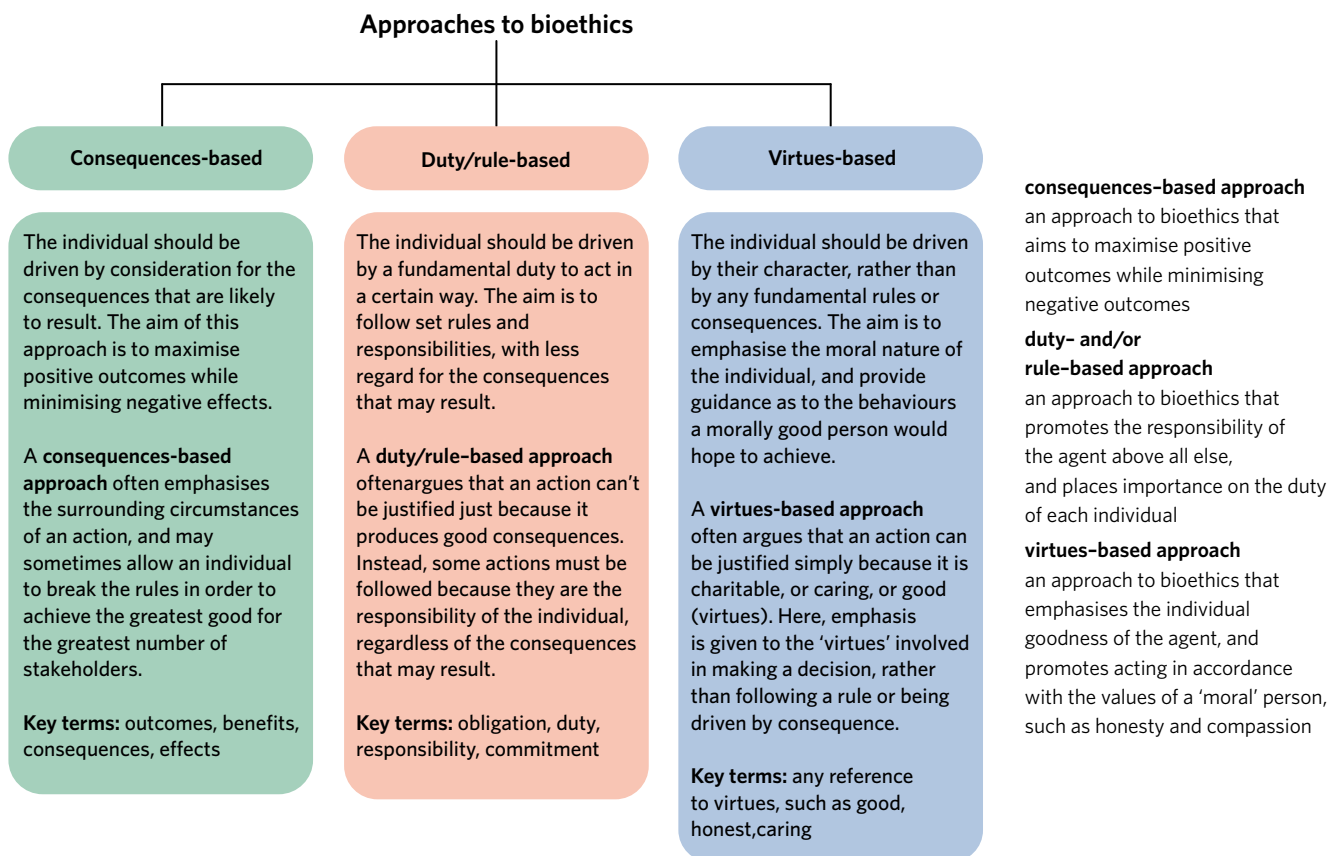 Approaches to bioethics
Consequences-based
The individual should be
driven by consideration for the
consequences that are likely
to result. The aim of this
approach is to maximise
positive outcomes while
minimising negative effects.
A consequences-based
approach often emphasises
the surrounding circumstances
of an action, and may
sometimes allow an individual
to break the rules in order to
achieve the greatest good for
the greatest number of
stakeholders.
Key terms: outcomes, benefits,
consequences, effects
Duty/rule-based
The individual should be driven
by a fundamental duty to act in
a certain way. The aim is to
follow set rules and
responsibilities, with less
regard for the consequences
that may result.
A duty/rule-based approach
oftenargues that an action can't
be justified just because it
produces good consequences.
Instead, some actions must be
followed because they are the
responsibility of the individual,
regardless of the consequences
that may result.
Key terms: obligation, duty,
responsibility, commitment
Virtues-based
The individual should be driven
by their character, rather than
by any fundamental rules or
consequences. The aim is to
emphasise the moral nature of
the individual, and provide
guidance as to the behaviours
a morally good person would
hope to achieve.
A virtues-based approach
often argues that an action can
be justified simply because it is
charitable, or caring, or good
(virtues). Here, emphasis
is given to the ‘virtues’ involved
in making a decision, rather
than following a rule or being
driven by consequence.
Key terms: any reference
to virtues, such as good,
honest,caring
consequences–based approach
an approach to bioethics that
aims to maximise positive
outcomes while minimising
negative outcomes
duty– and/or
rule–based approach
an approach to bioethics that
promotes the responsibility of
the agent above all else,
and places importance on the duty
of each individual
virtues–based approach
an approach to bioethics that
emphasises the individual
goodness of the agent, and
promotes acting in accordance
with the values of a ‘moral’ person,
such as honesty and compassion